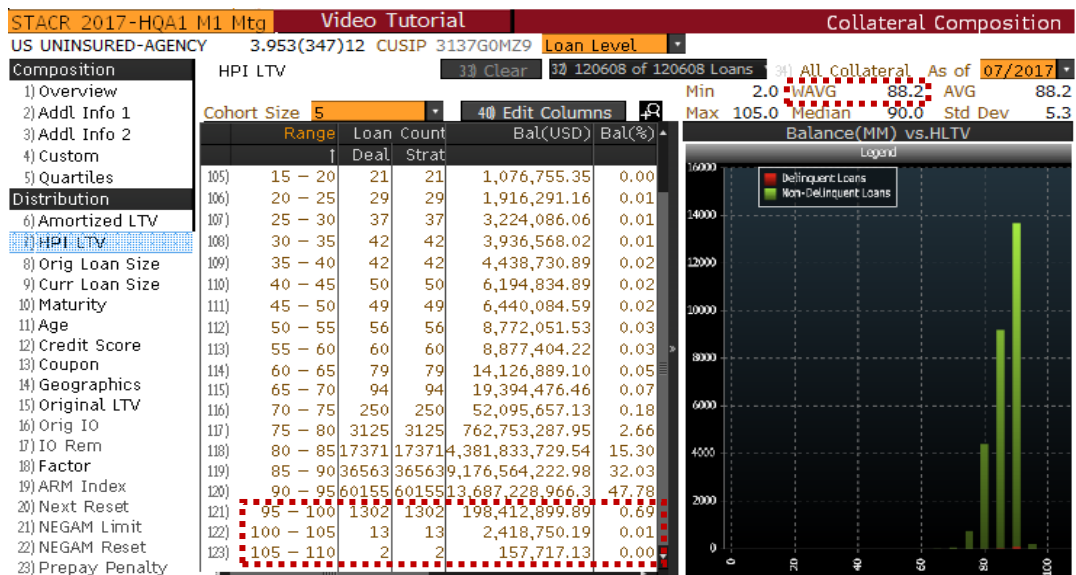 STACR 2017-HQA1 M1 Mtg Video Tutorial Collateral Composition
US UNINSURED-AGENCY 3.953(347)12 CUSIP 3137G0MZ9 Loan Level
Composition
1) Overview
2) Addl Info 1
3) Addl Info 2
4) Custom
5) Quartiles
Distribution
6) Amortized LTV
7) HPI LTV
8) Orig Loan Size
9) Curr Loan Size
10) Maturity
11) Age
12) Credit Score
13) Coupon
14) Geographics
15) Original LTV
16) Orig IO
17) IO Rem
18) Factor
19) ARM Index
20) Next Reset
21) NEGAM Limit
22) NEGAM Reset
23) Prepay Penalty
HPI LTV 33) Clear 32) 120608 of 120608 Loans 34) All Collateral As of 07/2017
Cohort Size 5 40) Edit Columns
Min 2.0 WAVG 88.2 AVG 88.2
Max 105.0 Median 90.0 Std Dev 5.3
Range Loan Count Bal(USD) Bal(%)
↑ Deal Strat
105) 15 - 20 21 21 1,076,755.35 0.00
106) 20 - 25 29 29 1,916,291.16 0.01
107) 25 - 30 37 37 3,224,086.06 0.01
108) 30 - 35 42 42 3,936,568.02 0.01
109) 35 - 40 42 42 4,438,730.89 0.02
110) 40 - 45 50 50 6,194,834.89 0.02
111) 45 - 50 49 49 6,440,084.59 0.02
112) 50 - 55 56 56 8,772,051.53 0.03
113) 55 - 60 60 60 8,877,404.22 0.03
114) 60 - 65 79 79 14,126,889.10 0.05
115) 65 - 70 94 94 19,394,476.46 0.07
116) 70 - 75 250 250 52,095,657.13 0.18
117) 75 - 80 3125 3125 762,753,287.95 2.66
118) 80 - 85 17371 17371 4,381,833,729.54 15.30
119) 85 - 90 36563 36563 9,176,564,222.98 32.03
120) 90 - 95 60155 60155 13,687,228,966.3 47.78
121) 95 - 100 1302 1302 198,412,899.89 0.69
122) 100 - 105 13 13 2,418,750.19 0.01
123) 105 - 110 2 2 157,717.13 0.00
Balance(MM) vs.HLTV
Legend
Delinquent Loans
Non-Delinquent Loans
16000
14000
12000
10000
8000
6000
4000
2000
0
0 20 40 60 80 100